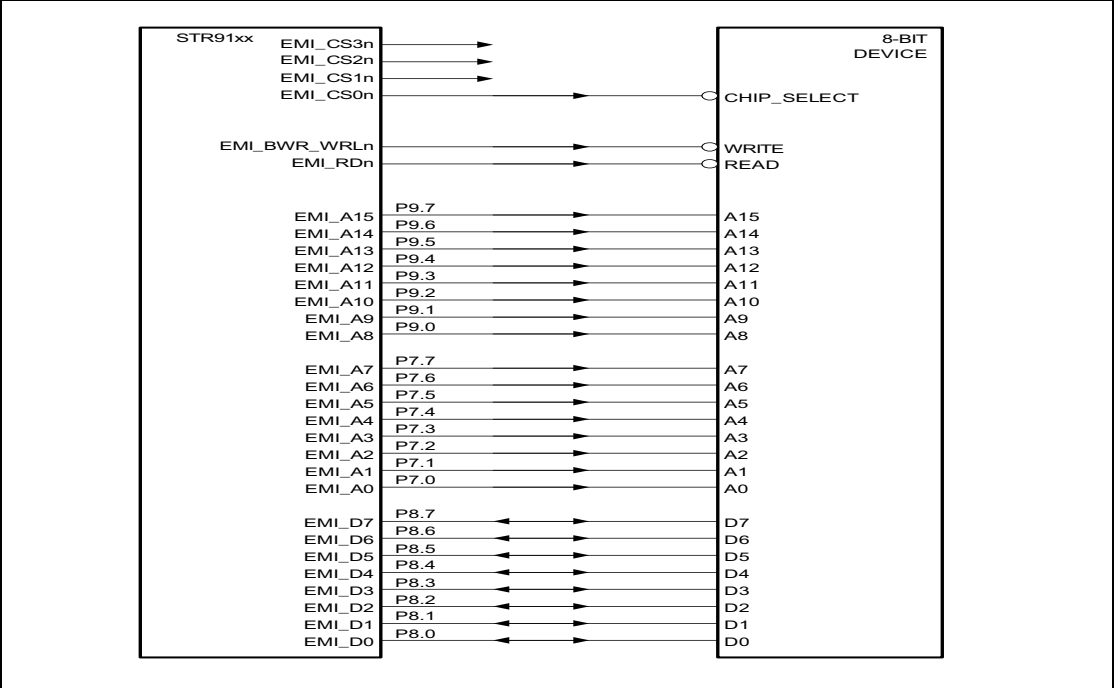 STR91xx
8-BIT
DEVICE
EMI_CS3n
EMI_CS2n
EMI_CS1n
EMI_CS0n CHIP_SELECT
EMI_BWR_WRLn WRITE
EMI_RDn READ
EMI_A15 P9.7 A15
EMI_A14 P9.6 A14
EMI_A13 P9.5 A13
EMI_A12 P9.4 A12
EMI_A11 P9.3 A11
EMI_A10 P9.2 A10
EMI_A9 P9.1 A9
EMI_A8 P9.0 A8
EMI_A7 P7.7 A7
EMI_A6 P7.6 A6
EMI_A5 P7.5 A5
EMI_A4 P7.4 A4
EMI_A3 P7.3 A3
EMI_A2 P7.2 A2
EMI_A1 P7.1 A1
EMI_A0 P7.0 A0
EMI_D7 P8.7 D7
EMI_D6 P8.6 D6
EMI_D5 P8.5 D5
EMI_D4 P8.4 D4
EMI_D3 P8.3 D3
EMI_D2 P8.2 D2
EMI_D1 P8.1 D1
EMI_D0 P8.0 D0